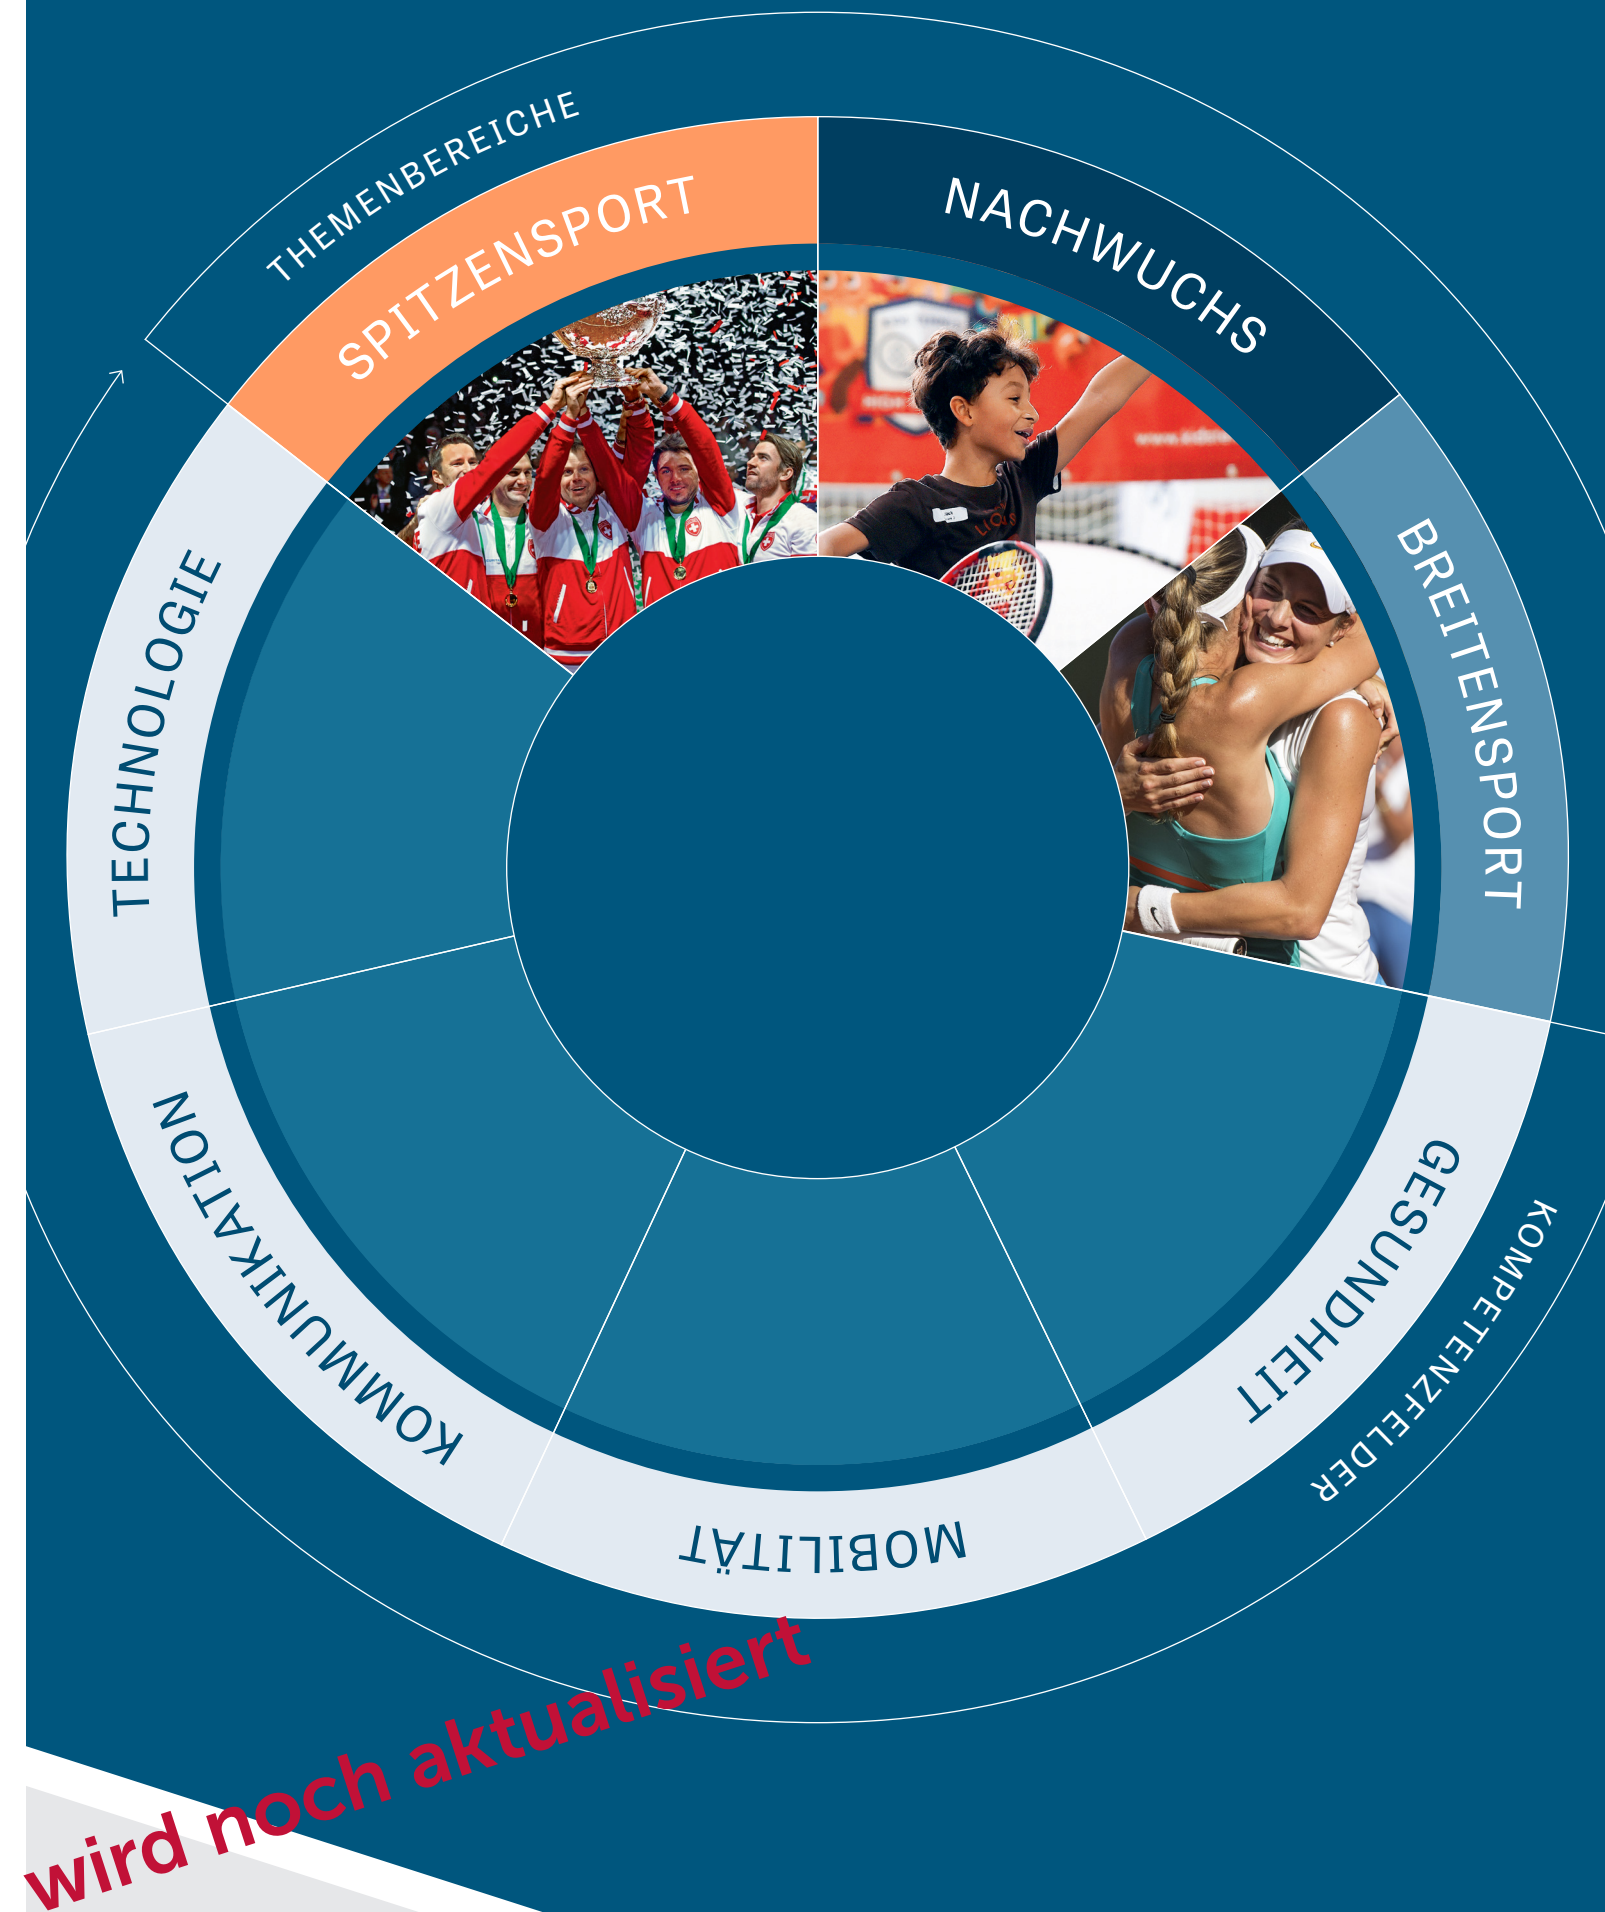 THEMENBEREICHE
SPITZENSPORT
NACHWUCHS
BREITENSPORT
TECHNOLOGIE
GESUNDHEIT
KOMPETENZFELDER
KOMMUNIKATION
MOBILITÄT
wird noch aktualisiert